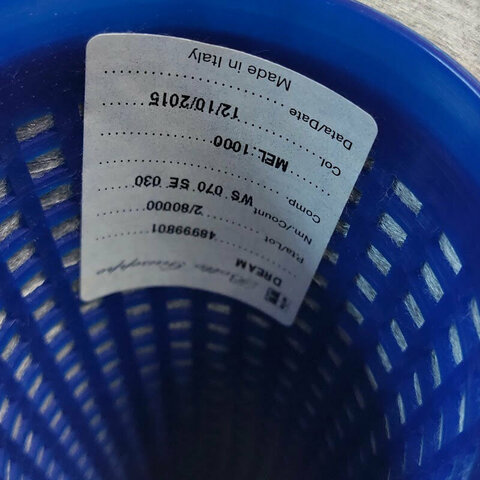 DREAM
P.ta/Lot 48999801
Nm./Count 2/80000
Comp. WS 070 SE 030
Col. MEL.1000
Data/Date 12/10/2015
Made in Italy